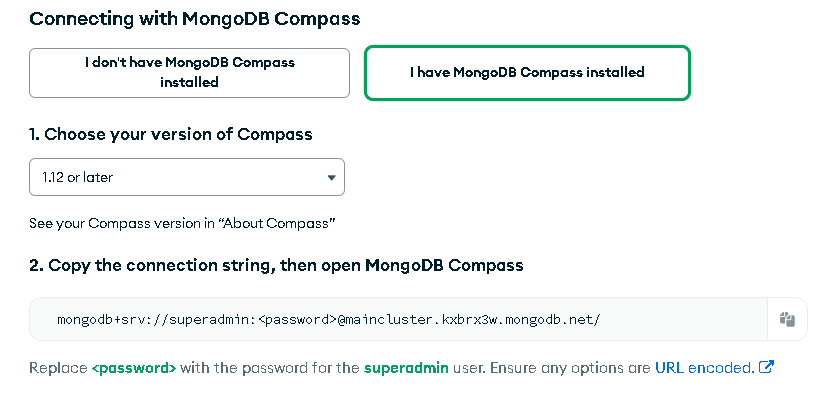 Connecting with MongoDB Compass
I don't have MongoDB Compass
installed
I have MongoDB Compass installed
1. Choose your version of Compass
1.12 or later
See your Compass version in “About Compass”
2. Copy the connection string, then open MongoDB Compass
mongodb+srv://superadmin:<password>@maincluster.kxbrx3w.mongodb.net/
Replace <password> with the password for the superadmin user. Ensure any options are URL encoded.